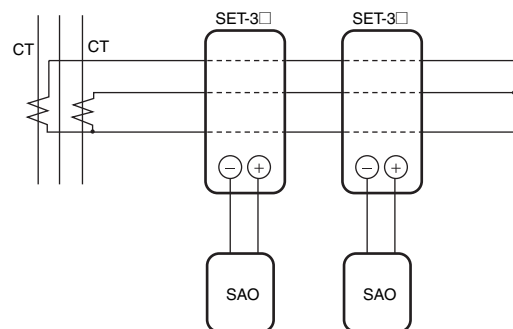 SET-3□ SET-3□
CT CT
− + − +
SAO SAO